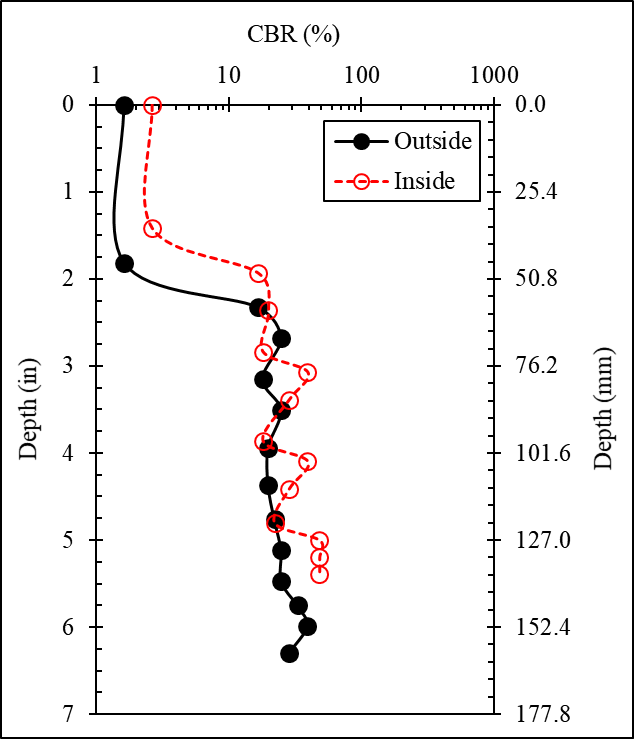 CBR (%)
1 10 100 1000
0 0.0
Outside
Inside
1 25.4
2 50.8
3 76.2
4 101.6
5 127.0
6 152.4
7 177.8
Depth (in)
Depth (mm)